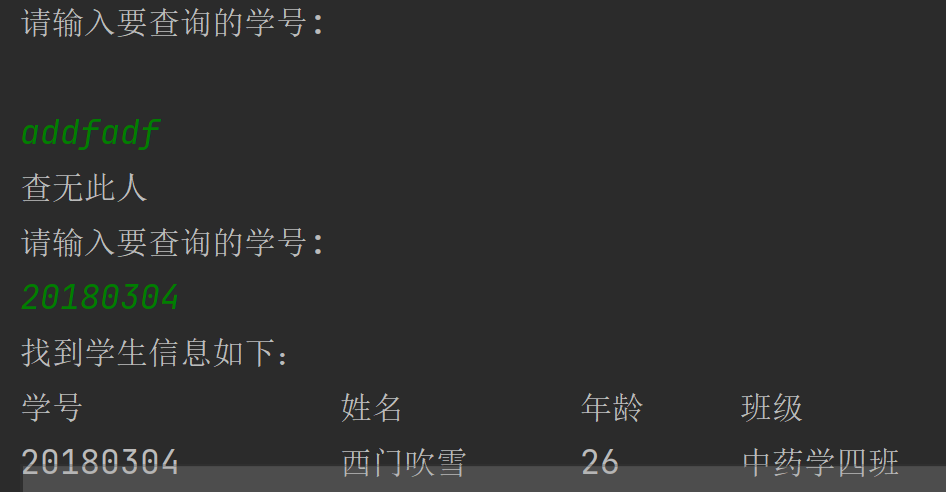 请输入要查询的学号：
addfadf
查无此人
请输入要查询的学号：
20180304
找到学生信息如下：
学号 姓名 年龄 班级
20180304 西门吹雪 26 中药学四班